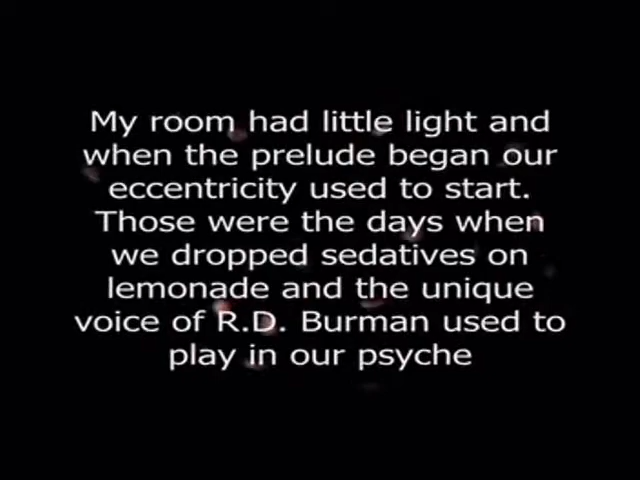 My room had little light and
when the prelude began our
eccentricity used to start.
Those were the days when
we dropped sedatives on
lemonade and the unique
voice of R.D. Burman used to
play in our psyche